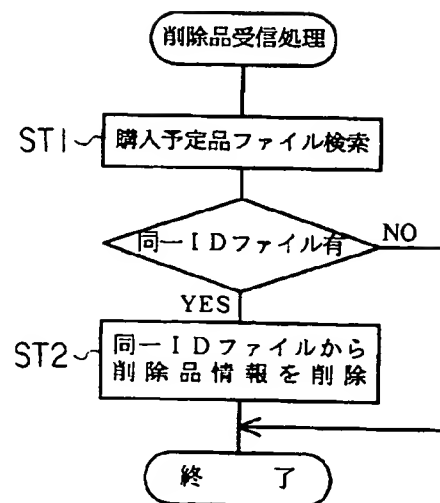 削除品受信処理
ST1
購入予定品ファイル検索
同一IDファイル有
NO
YES
ST2
同一IDファイルから
削除品情報を削除
終 了